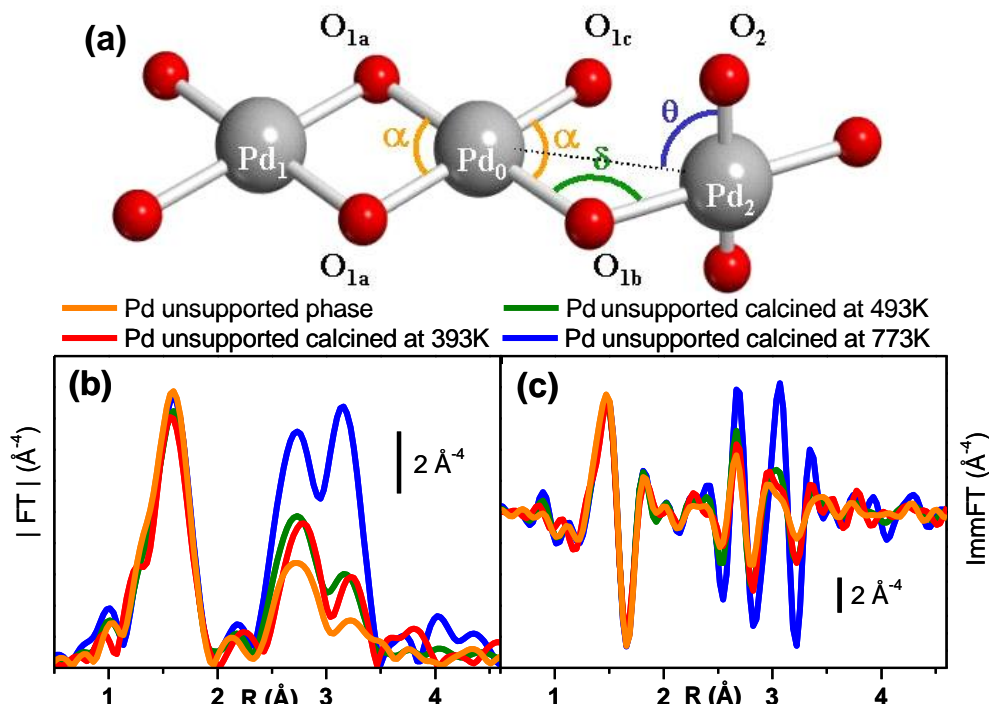 (a)
O1a
O1c
O2
θ
α
α
δ
Pd1
Pd0
Pd2
O1a
O1b
Pd unsupported phase
Pd unsupported calcined at 493K
Pd unsupported calcined at 393K
Pd unsupported calcined at 773K
(b)
(c)
| FT | (Å-4)
2 Å-4
2 Å-4
ImmFT (Å-4)
1 2 3 4
R (Å)
1 2 3 4
R (Å)